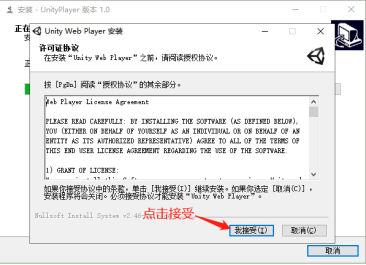 安装 - UnityPlayer 版本 1.0
正在
Unity Web Player 安装
许可证协议
在安装“Unity Web Player”之前，请阅读授权协议。
按 [PgDn] 阅读“授权协议”的其余部分。
Web Player License Agreement
PLEASE READ CAREFULLY: BY INSTALLING THE SOFTWARE (AS DEFINED BELOW),
YOU (EITHER ON BEHALF OF YOURSELF AS AN INDIVIDUAL OR ON BEHALF OF AN
ENTITY AS ITS AUTHORIZED REPRESENTATIVE) AGREE TO ALL OF THE TERMS OF
THIS END USER LICENSE AGREEMENT REGARDING THE USE OF THE SOFTWARE.
1) GRANT OF LICENSE:
如果你接受协议中的条款，单击 [我接受(I)] 继续安装。如果你选定 [取消(C)] ，
安装程序将会关闭。必须接受协议才能安装“Unity Web Player”。
Nullsoft Install System v2.46
点击接受
我接受(I)
取消(C)
取消